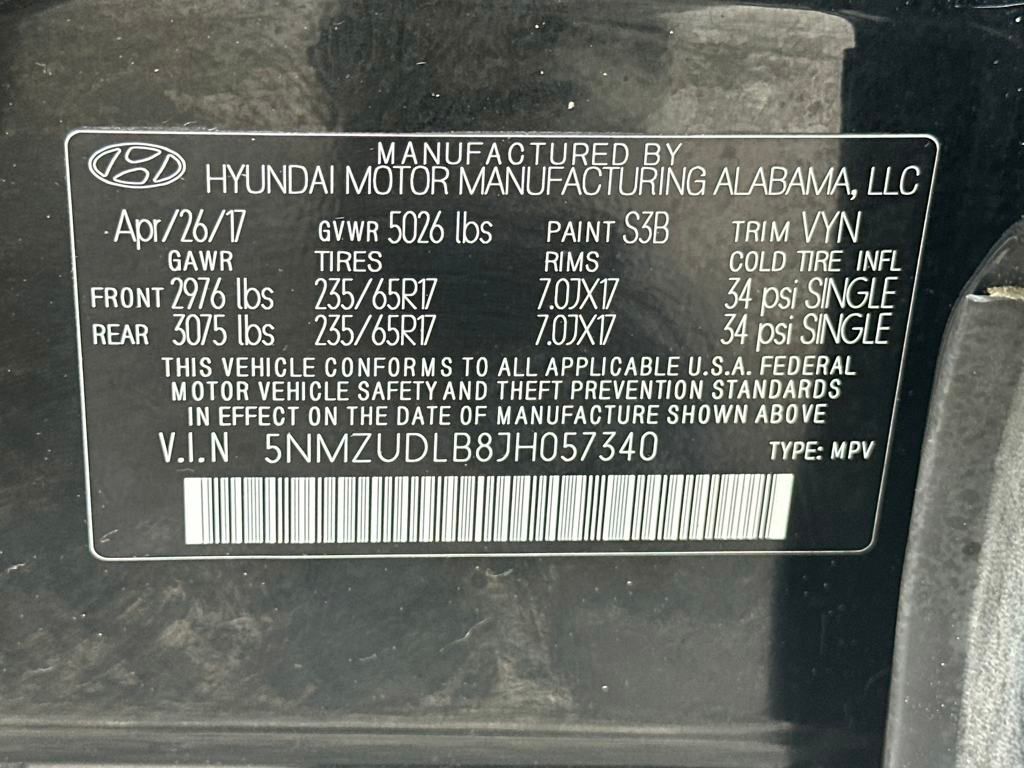 MANUFACTURED BY
HYUNDAI MOTOR MANUFACTURING ALABAMA, LLC
Apr/26/17 GVWR 5026 lbs PAINT S3B TRIM VYN
GAWR TIRES RIMS COLD TIRE INFL
FRONT 2976 lbs 235/65R17 7.0JX17 34 psi SINGLE
REAR 3075 lbs 235/65R17 7.0JX17 34 psi SINGLE
THIS VEHICLE CONFORMS TO ALL APPLICABLE U.S.A. FEDERAL
MOTOR VEHICLE SAFETY AND THEFT PREVENTION STANDARDS
IN EFFECT ON THE DATE OF MANUFACTURE SHOWN ABOVE
V.I.N 5NMZUDLB8JH057340 TYPE: MPV